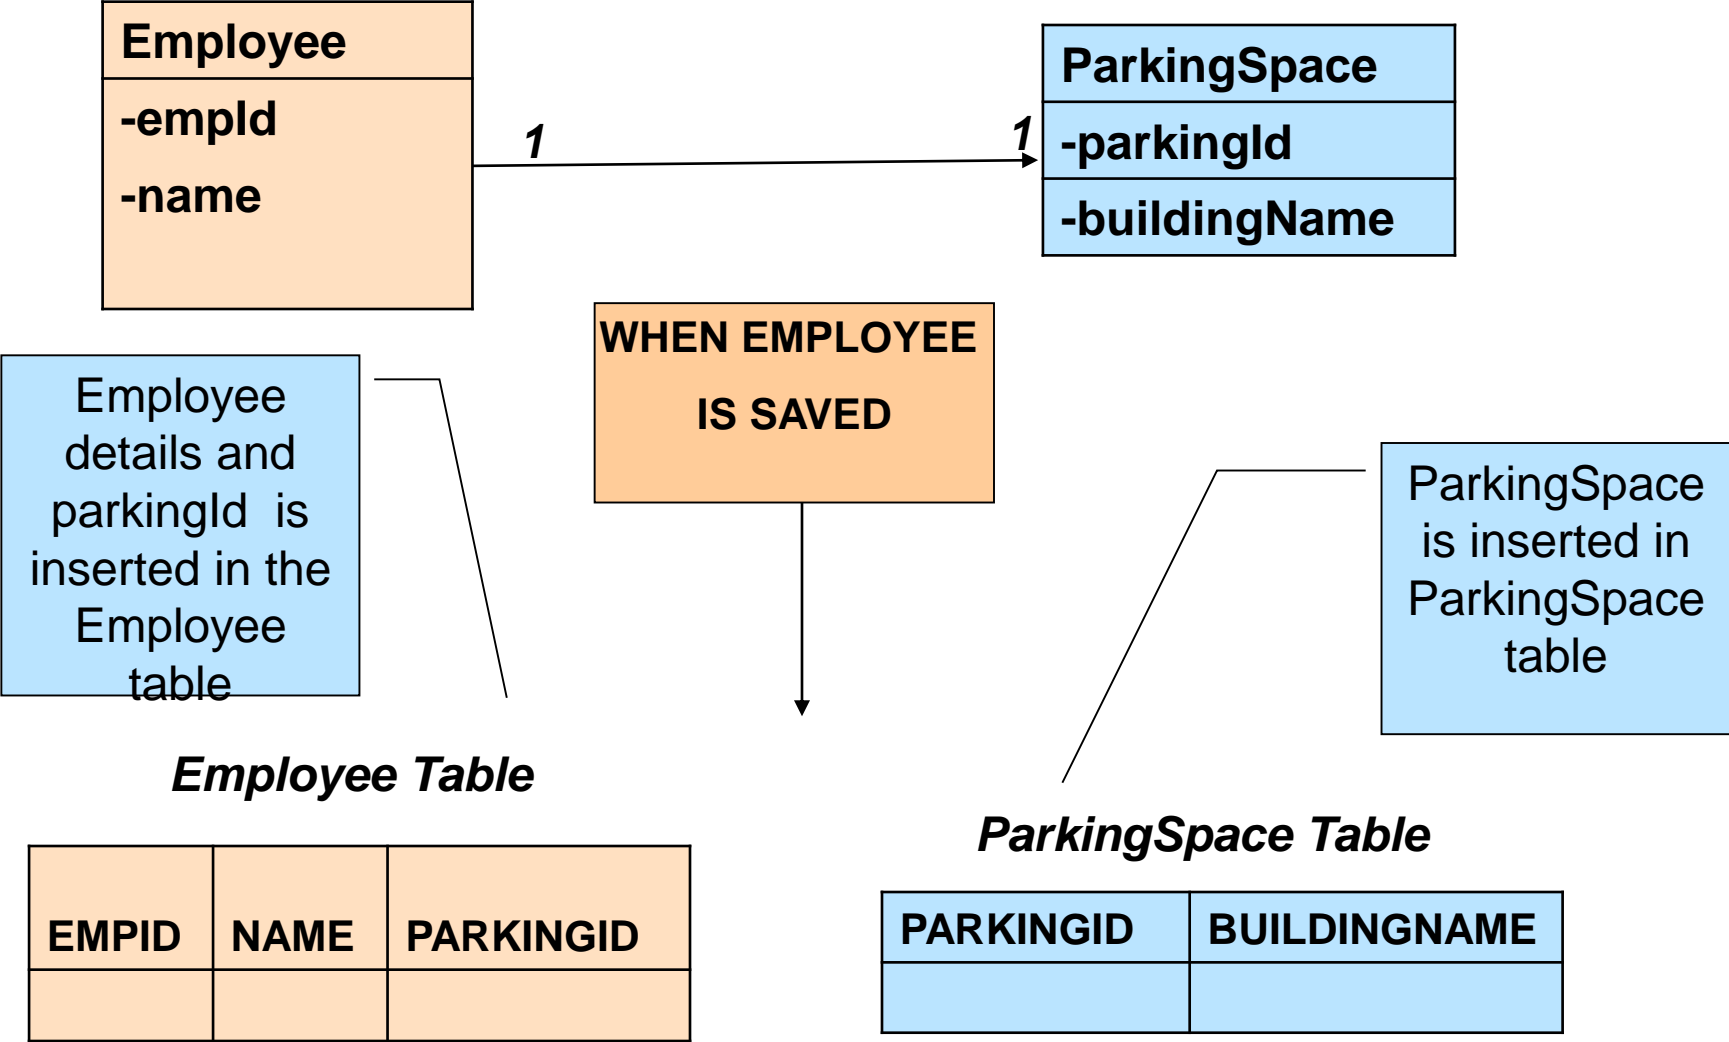 Employee
-empId
-name
1
1
ParkingSpace
-parkingId
-buildingName
WHEN EMPLOYEE
IS SAVED
Employee
details and
parkingId is
inserted in the
Employee
table
ParkingSpace
is inserted in
ParkingSpace
table
Employee Table
EMPID NAME PARKINGID
ParkingSpace Table
PARKINGID BUILDINGNAME